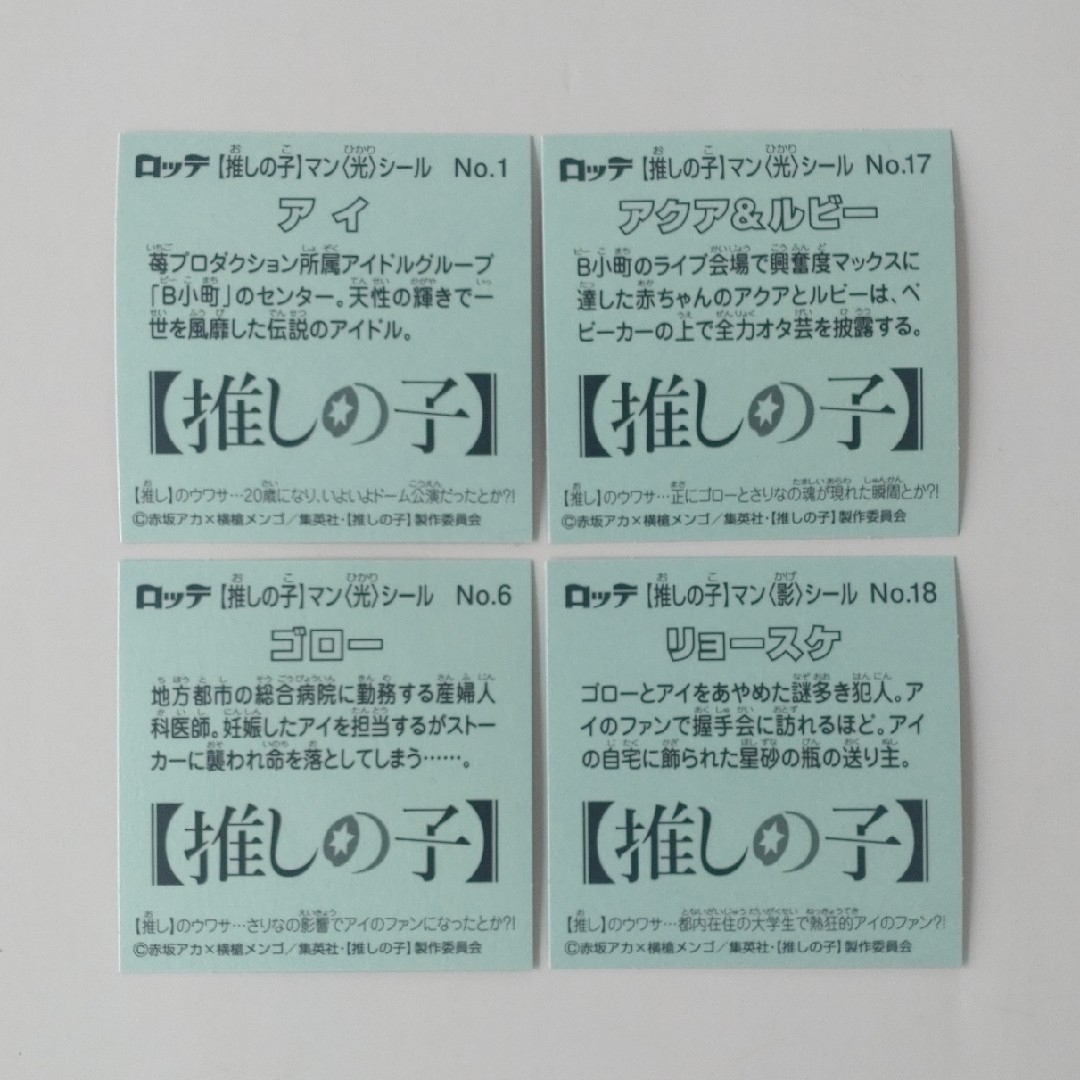 ロッテ【推しの子】マン〈光〉シール No.1
アイ
苺プロダクション所属アイドルグループ
「B小町」のセンター。天性の輝きで一
世を風靡した伝説のアイドル。
【推しの子】
【推し】のウワサ…20歳になり、いよいよドーム公演だったとか?!
©赤坂アカ×横槍メンゴ/集英社・【推しの子】製作委員会
ロッテ【推しの子】マン〈光〉シール No.17
アクア&ルビー
B小町のライブ会場で興奮度マックスに
達した赤ちゃんのアクアとルビーは、ベ
ビーカーの上で全力オタ芸を披露する。
【推しの子】
【推し】のウワサ…正にゴローとさりなの魂が現れた瞬間とか?!
©赤坂アカ×横槍メンゴ/集英社・【推しの子】製作委員会
ロッテ【推しの子】マン〈光〉シール No.6
ゴロー
地方都市の総合病院に勤務する産婦人
科医師。妊娠したアイを担当するがストー
カーに襲われ命を落としてしまう……。
【推しの子】
【推し】のウワサ…さりなの影響でアイのファンになったとか?!
©赤坂アカ×横槍メンゴ/集英社・【推しの子】製作委員会
ロッテ【推しの子】マン〈影〉シール No.18
リョースケ
ゴローとアイをあやめた謎多き犯人。ア
イのファンで握手会に訪れるほど。アイ
の自宅に飾られた星砂の瓶の送り主。
【推しの子】
【推し】のウワサ…都内在住の大学生で熱狂的アイのファン?!
©赤坂アカ×横槍メンゴ/集英社・【推しの子】製作委員会